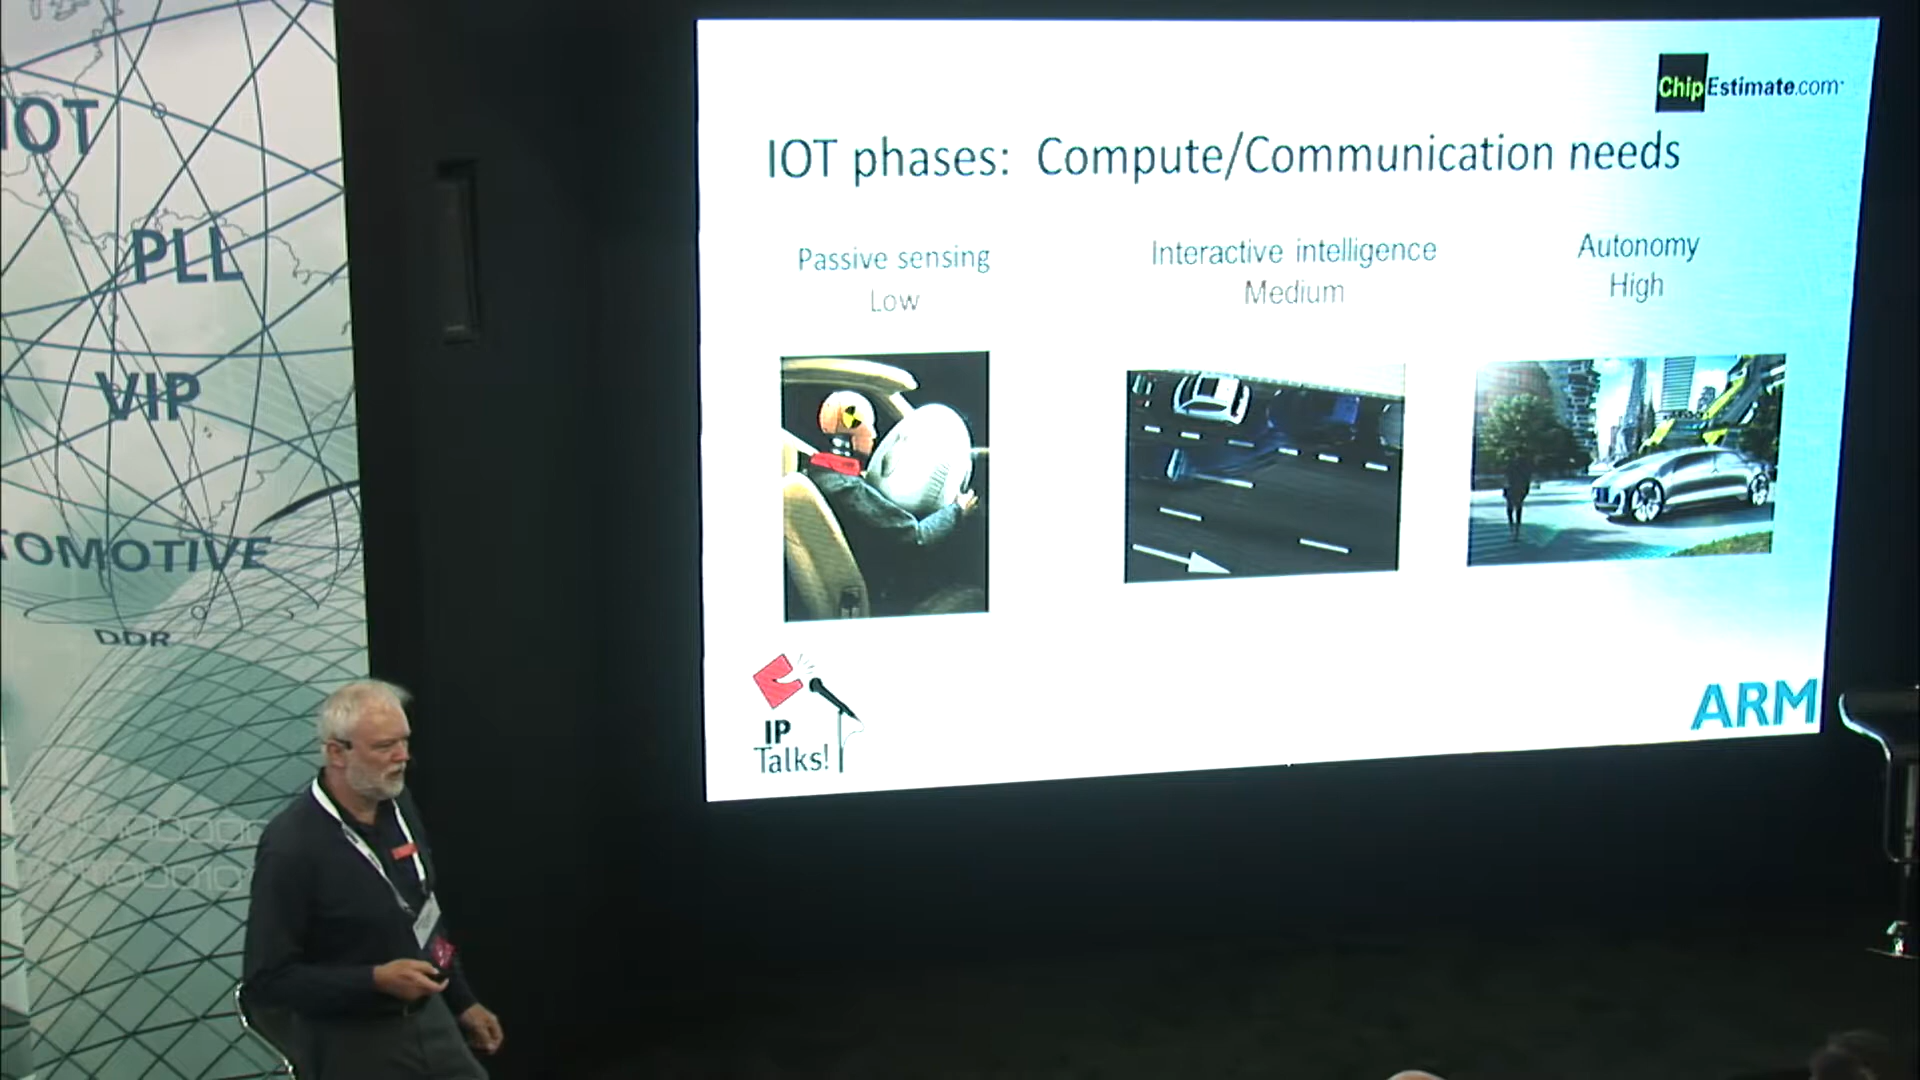 IOT
PLL
VIP
TOMOTIVE
DDR
ChipEstimate.com
IOT phases: Compute/Communication needs
Passive sensing
Low
Interactive intelligence
Medium
Autonomy
High
IP
Talks!
ARM